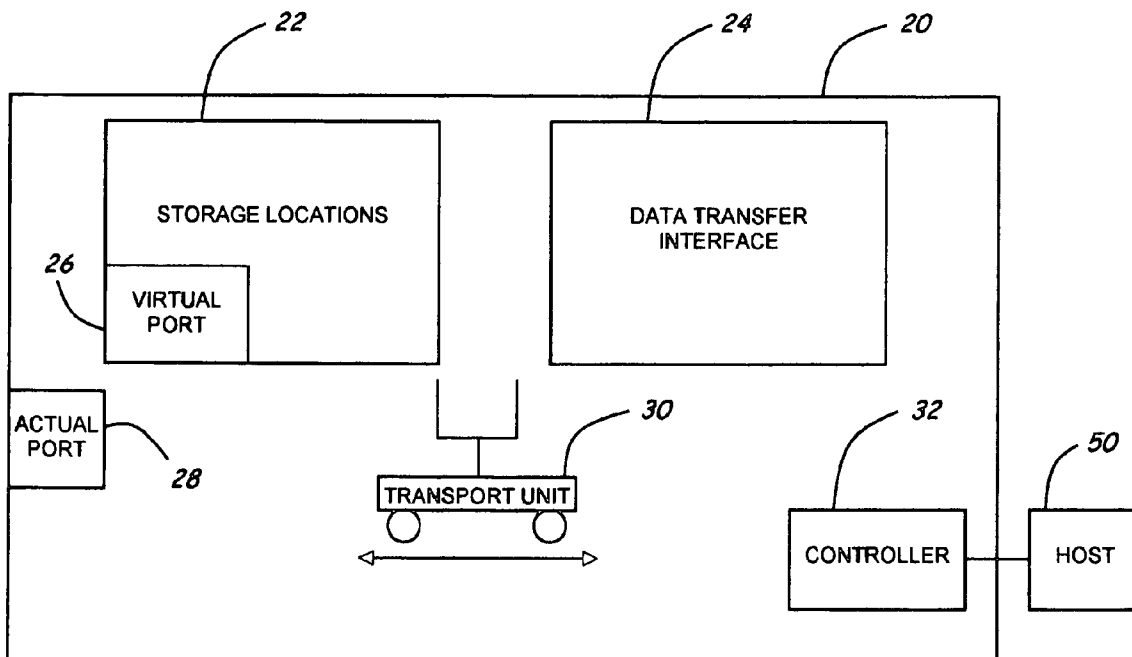 22
24
20
STORAGE LOCATIONS
DATA TRANSFER
INTERFACE
26
VIRTUAL
PORT
ACTUAL
PORT
28
30
TRANSPORT UNIT
32
50
CONTROLLER
HOST